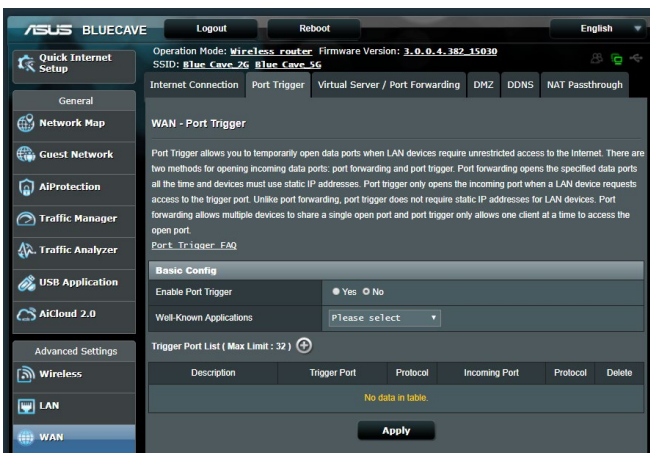 ASUS BLUECAVE Logout Reboot English
Quick Internet Setup
Operation Mode: Wireless router Firmware Version: 3.0.0.4.382_15030
SSID: Blue Cave_2G Blue Cave_5G
Internet Connection Port Trigger Virtual Server / Port Forwarding DMZ DDNS NAT Passthrough
General
Network Map
Guest Network
AiProtection
Traffic Manager
Traffic Analyzer
USB Application
AiCloud 2.0
Advanced Settings
Wireless
LAN
WAN
WAN - Port Trigger
Port Trigger allows you to temporarily open data ports when LAN devices require unrestricted access to the Internet. There are
two methods for opening incoming data ports: port forwarding and port trigger. Port forwarding opens the specified data ports
all the time and devices must use static IP addresses. Port trigger only opens the incoming port when a LAN device requests
access to the trigger port. Unlike port forwarding, port trigger does not require static IP addresses for LAN devices. Port
forwarding allows multiple devices to share a single open port and port trigger only allows one client at a time to access the
open port.
Port Trigger FAQ
Basic Config
Enable Port Trigger Yes No
Well-Known Applications Please select
Trigger Port List ( Max Limit : 32 )
Description Trigger Port Protocol Incoming Port Protocol Delete
No data in table.
Apply